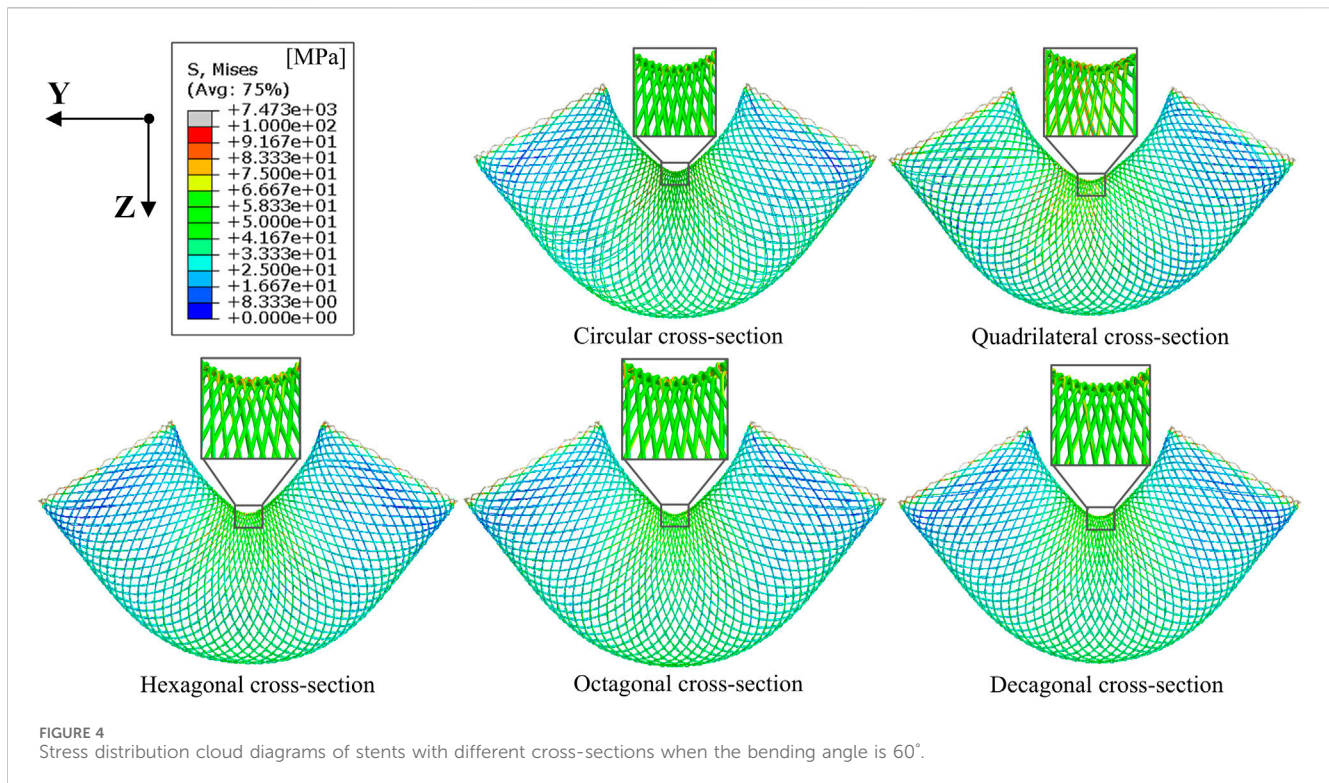 Y
Z
[MPa]
S, Mises
(Avg: 75%)
+7.473e+03
+1.000e+02
+9.167e+01
+8.333e+01
+7.500e+01
+6.667e+01
+5.833e+01
+5.000e+01
+4.167e+01
+3.333e+01
+2.500e+01
+1.667e+01
+8.333e+00
+0.000e+00
Circular cross-section
Quadrilateral cross-section
Hexagonal cross-section
Octagonal cross-section
Decagonal cross-section
FIGURE 4
Stress distribution cloud diagrams of stents with different cross-sections when the bending angle is 60°.